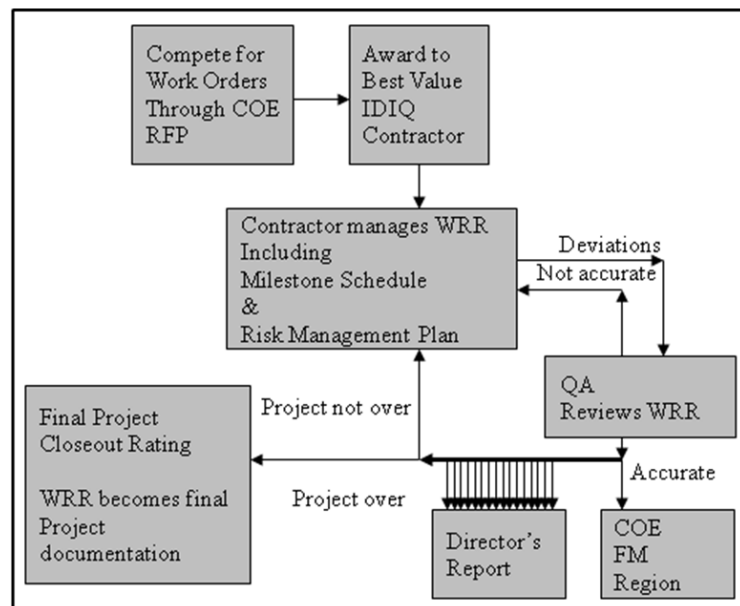 Compete for
Work Orders
Through COE
RFP
Award to
Best Value
IDIQ
Contractor
Contractor manages WRR
Including
Milestone Schedule
&
Risk Management Plan
Deviations
Not accurate
QA
Reviews WRR
Project not over
Final Project
Closeout Rating
WRR becomes final
Project
documentation
Project over
Accurate
Director's
Report
COE
FM
Region